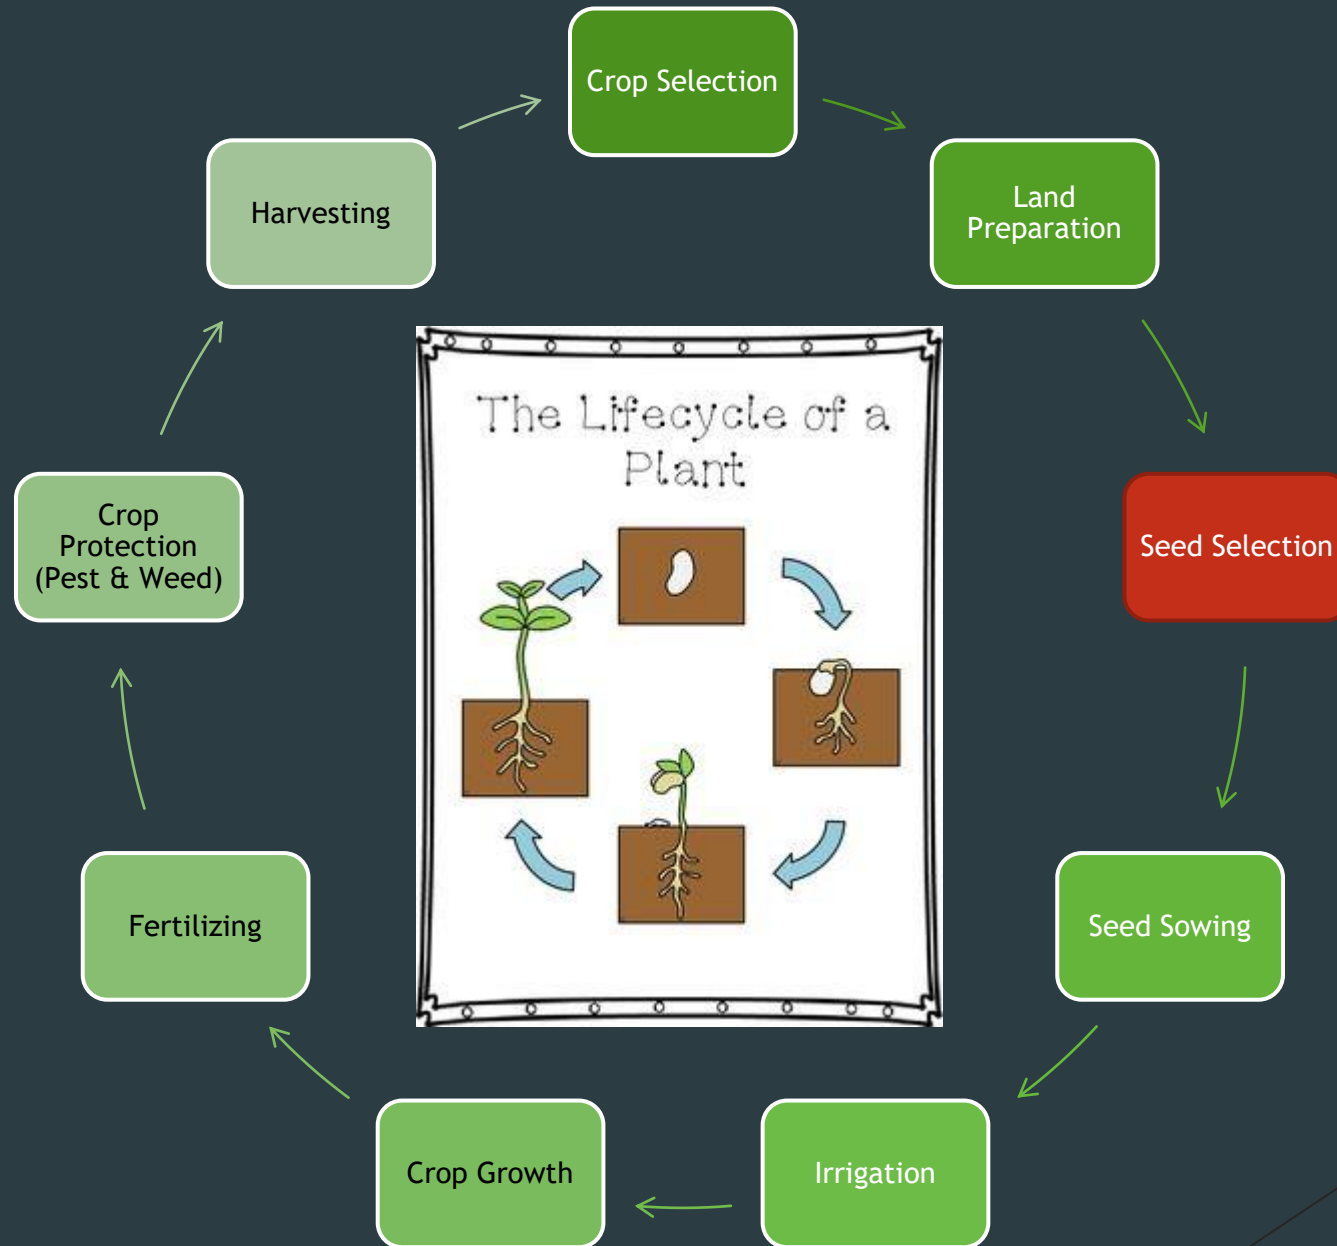 Crop Selection
Land
Preparation
Seed Selection
Seed Sowing
Irrigation
Crop Growth
Fertilizing
Crop
Protection
(Pest & Weed)
Harvesting
The Lifecycle of a
Plant